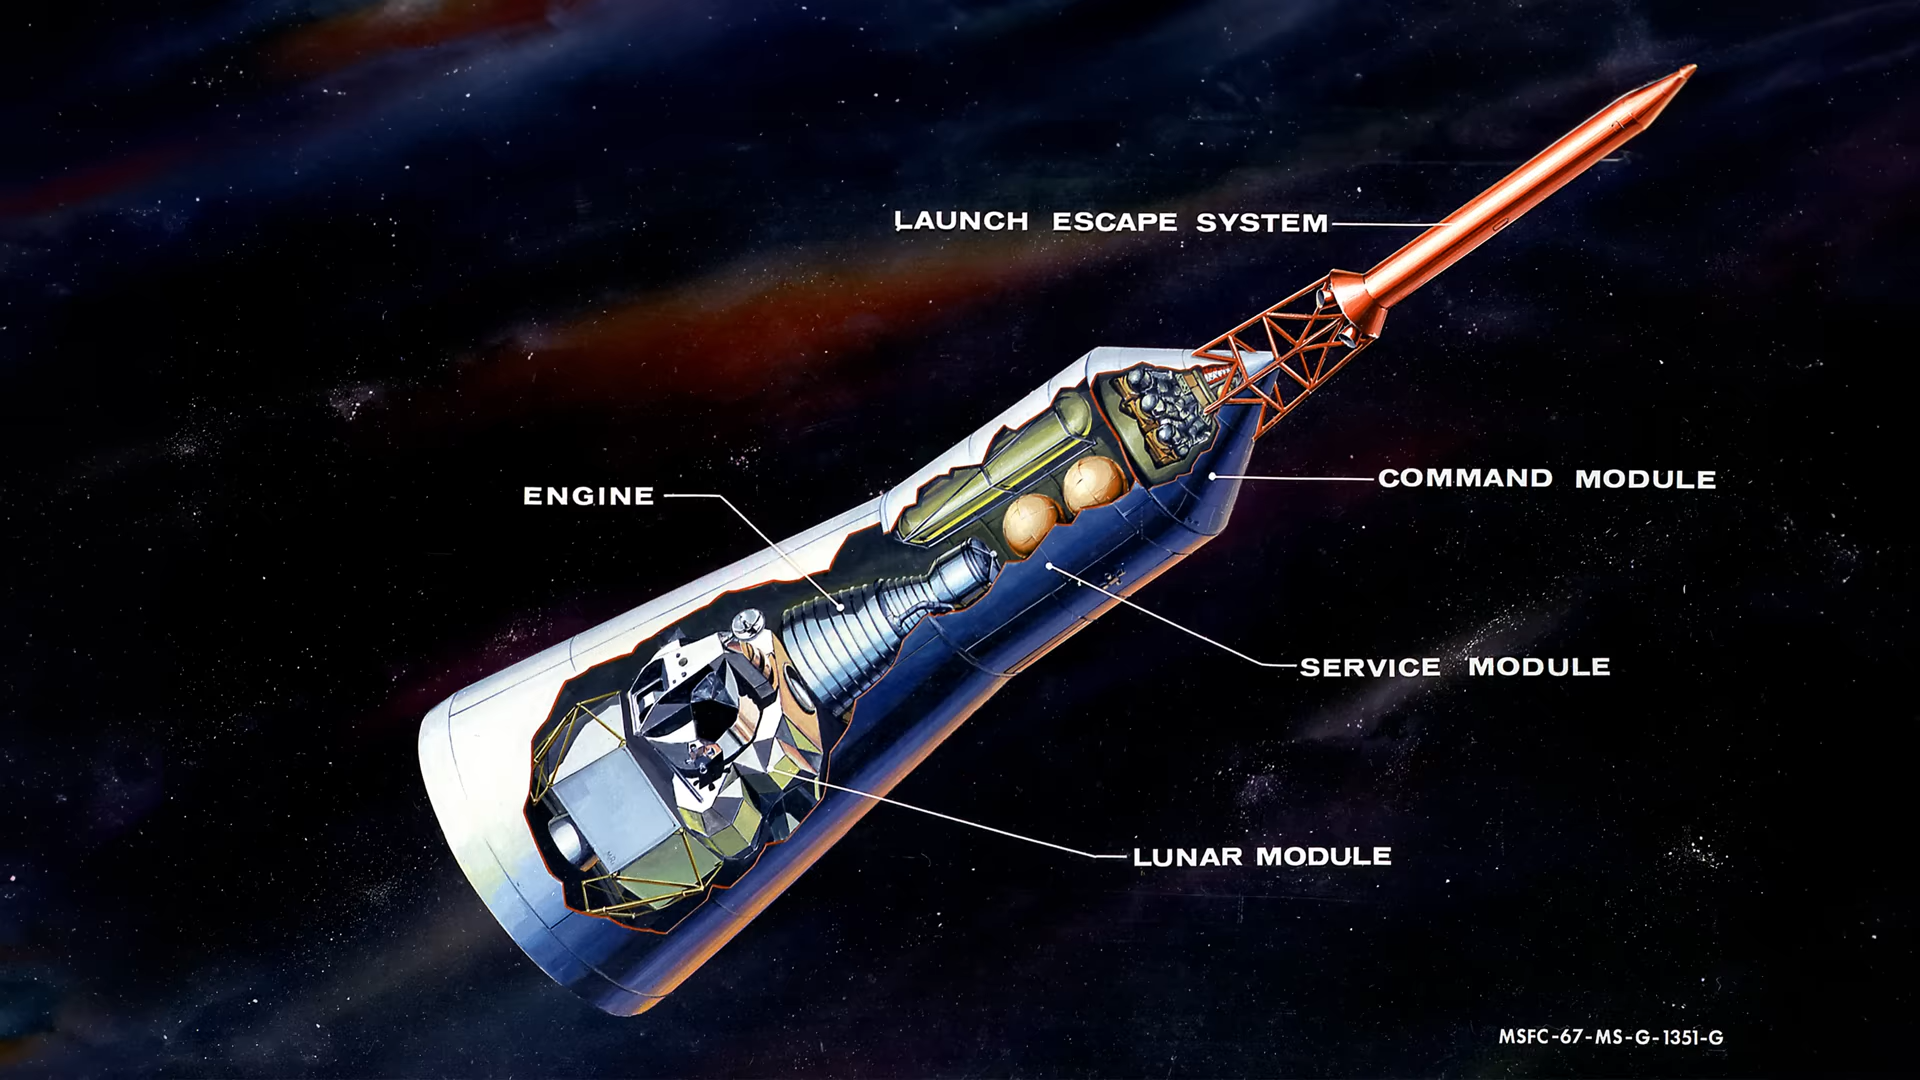 LAUNCH ESCAPE SYSTEM
COMMAND MODULE
ENGINE
SERVICE MODULE
LUNAR MODULE
MSFC-67-MS-G-1351-G